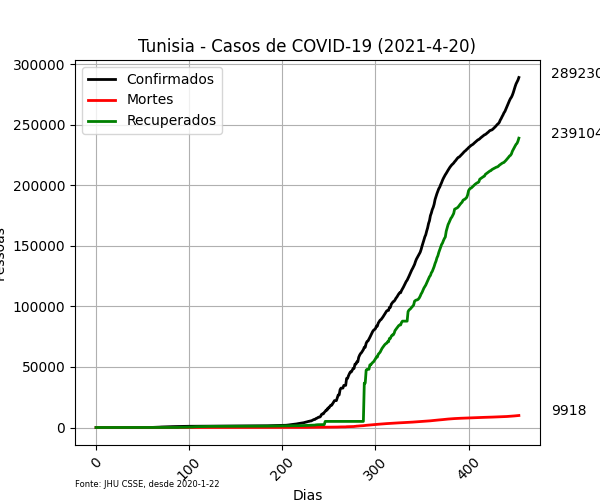 Tunisia - Casos de COVID-19 (2021-4-20)
Confirmados
Mortes
Recuperados
300000
250000
200000
150000
100000
50000
0
289230
239104
9918
0
100
200
300
400
Fonte: JHU CSSE, desde 2020-1-22
Dias